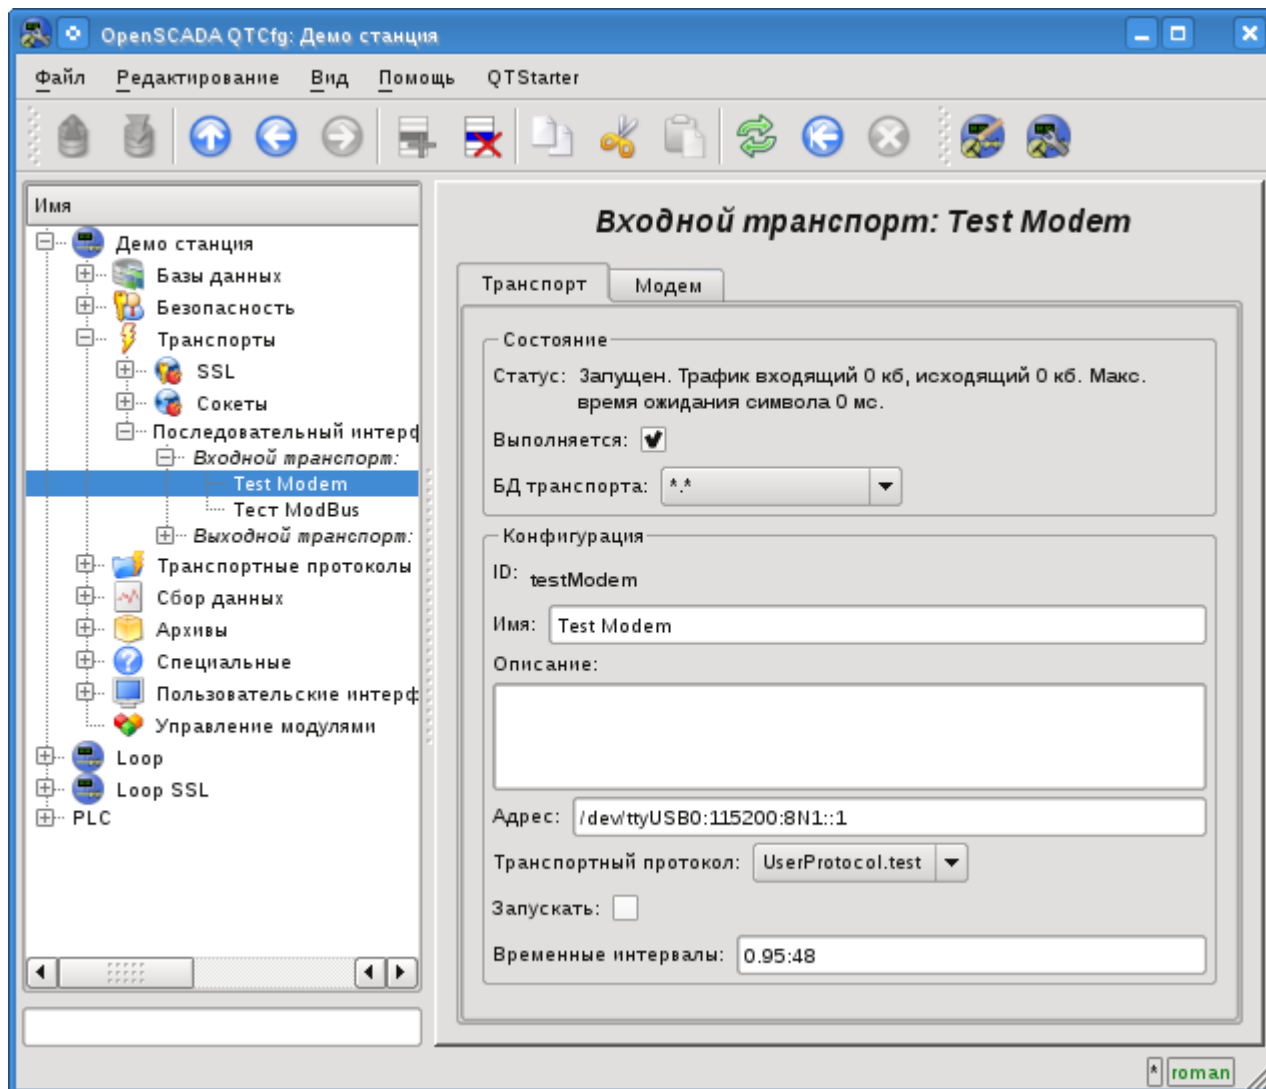 OpenSCADA QTCfg: Демо станция
Файл Редактирование Вид Помощь QTStarter
Имя
Демо станция
Базы данных
Безопасность
Транспорты
SSL
Сокеты
Последовательный интерф
Входной транспорт:
Test Modem
Тест ModBus
Выходной транспорт:
Транспортные протоколы
Сбор данных
Архивы
Специальные
Пользовательские интерф
Управление модулями
Loop
Loop SSL
PLC
Входной транспорт: Test Modem
Транспорт Модем
Состояние
Статус: Запущен. Трафик входящий 0 кб, исходящий 0 кб. Макс.
время ожидания символа 0 мс.
Выполняется:
БД транспорта: *.*
Конфигурация
ID: testModem
Имя: Test Modem
Описание:
Адрес: /dev/ttyUSB0:115200:8N1::1
Транспортный протокол: UserProtocol.test
Запускать:
Временные интервалы: 0.95:48
* roman